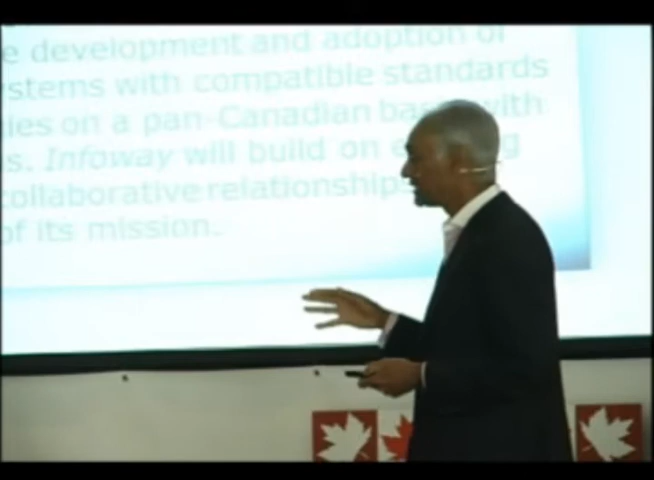 e development and adoption of
ystems with compatible standards
ies on a pan-Canadian basis with
s. Infoway will build on
collaborative relationships
of its mission.